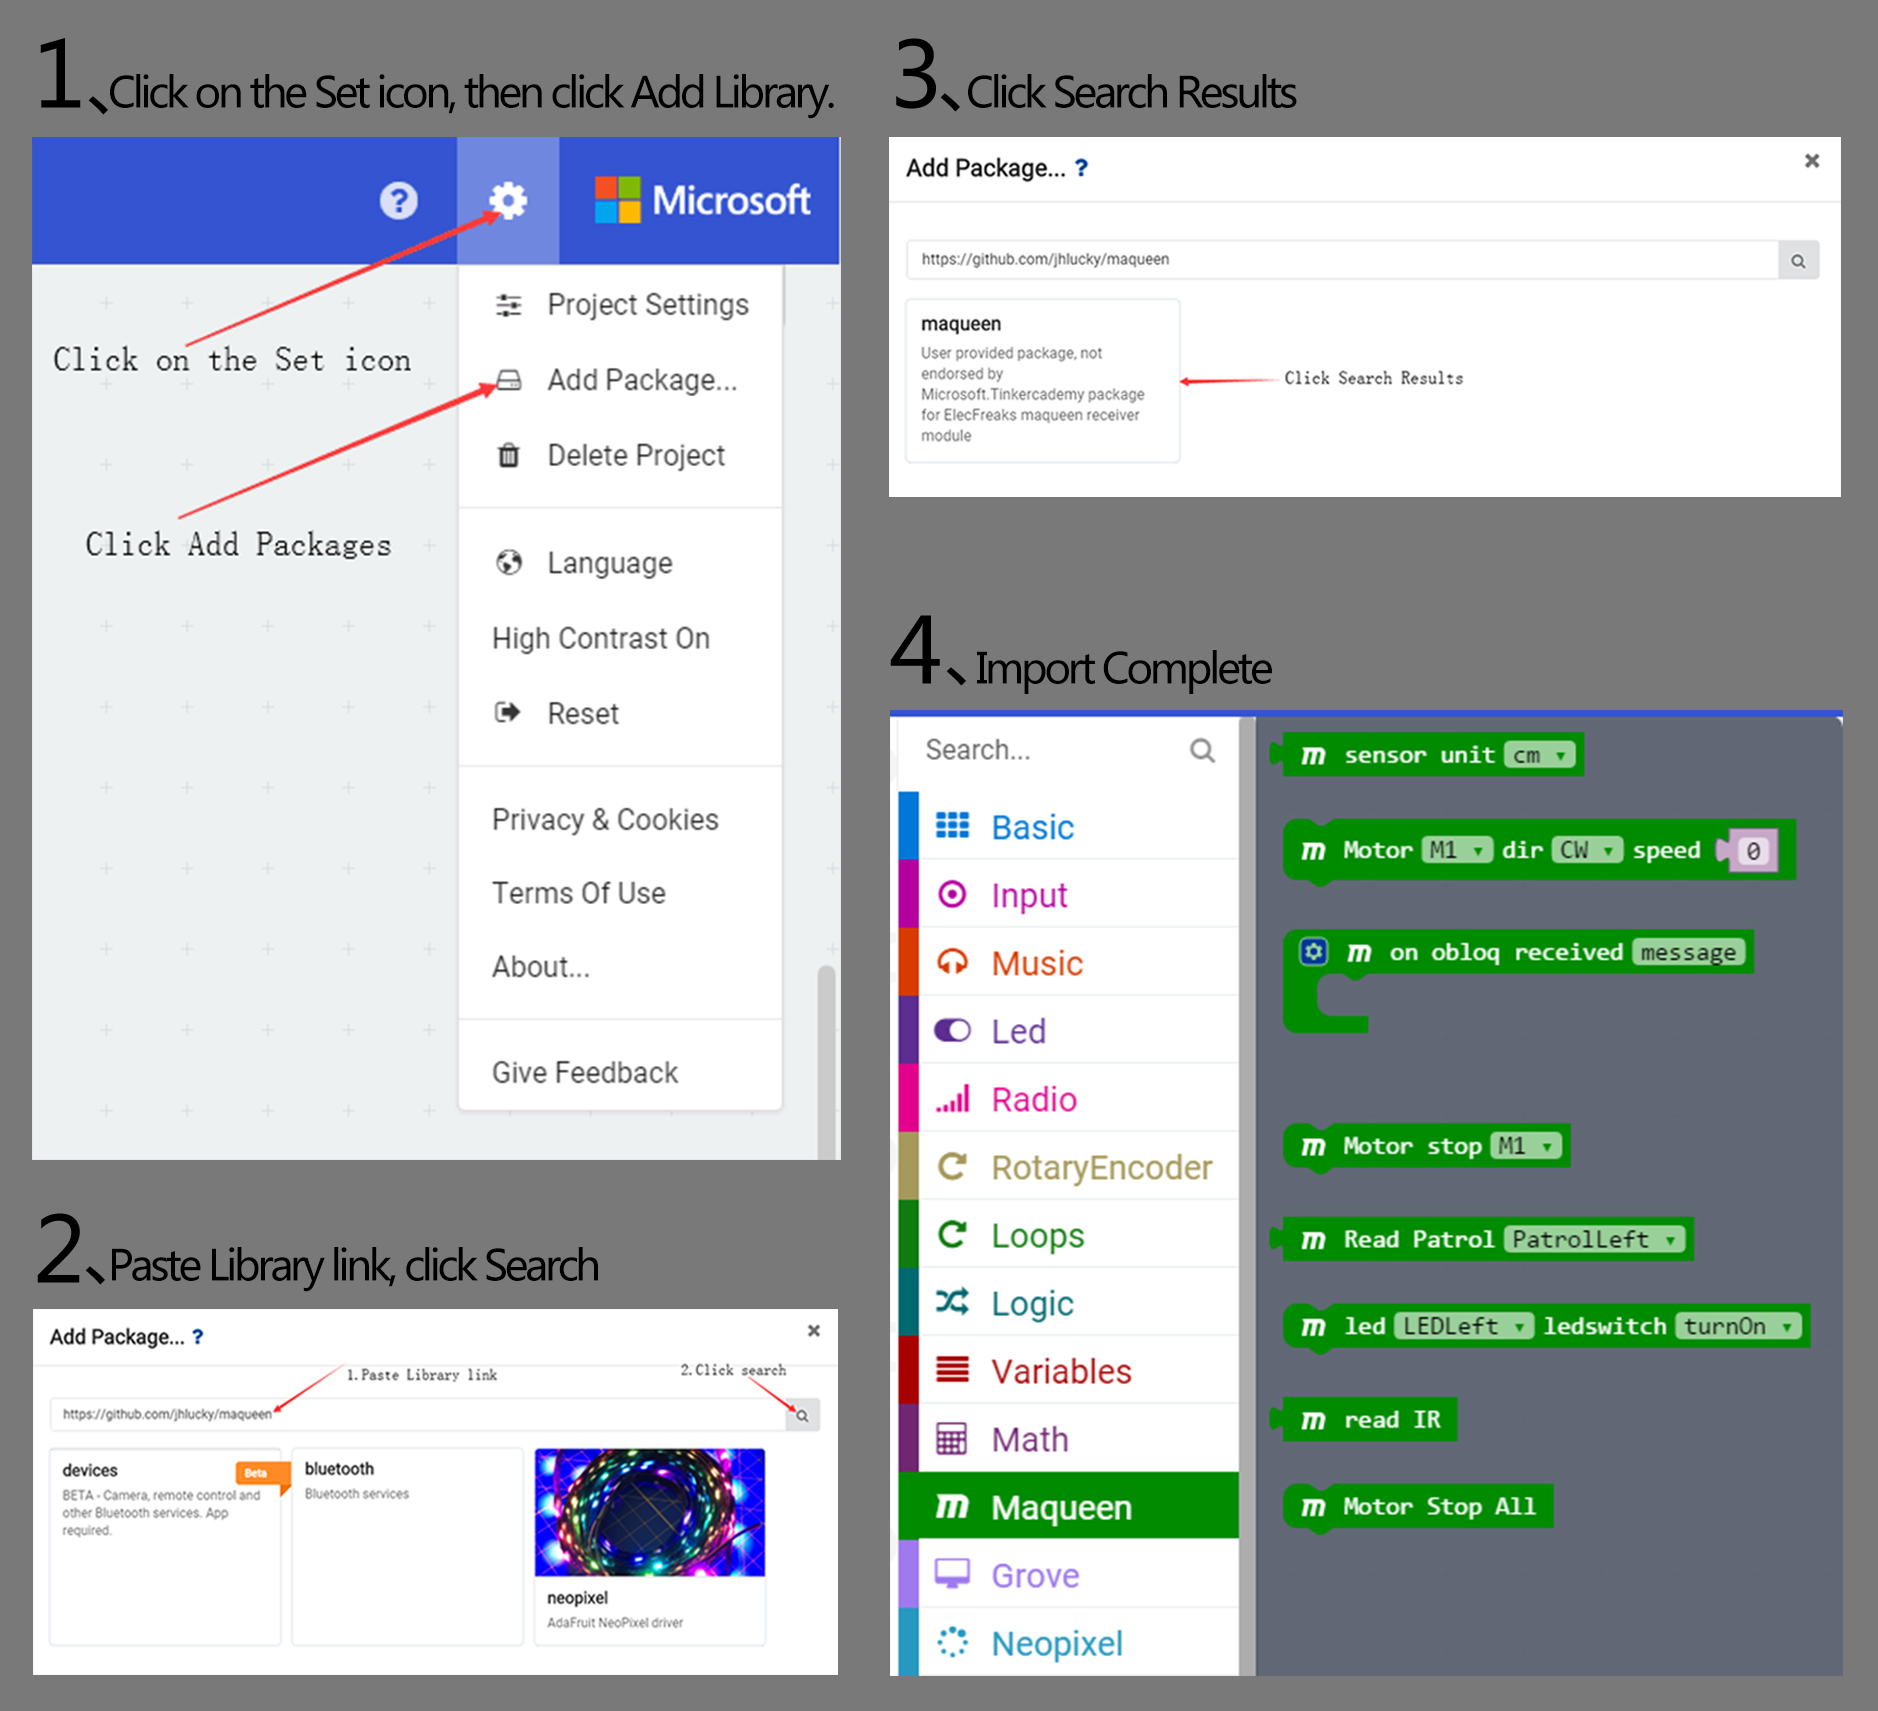 1、Click on the Set icon, then click Add Library.
?
Microsoft
Project Settings
Click on the Set icon
Add Package...
Delete Project
Click Add Packages
Language
High Contrast On
Reset
Privacy & Cookies
Terms Of Use
About...
Give Feedback
2、Paste Library link, click Search
Add Package... ?
1.Paste Library link
2.Click search
https://github.com/jhlucky/maqueen
devices
Beta
BETA - Camera, remote control and
other Bluetooth services. App
required.
bluetooth
Bluetooth services
neopixel
AdaFruit NeoPixel driver
3、Click Search Results
Add Package... ?
https://github.com/jhlucky/maqueen
maqueen
User provided package, not
endorsed by
Microsoft.Tinkercademy package
for ElecFreaks maqueen receiver
module
Click Search Results
4、Import Complete
Search...
Basic
Input
Music
Led
Radio
RotaryEncoder
Loops
Logic
Variables
Math
Maqueen
Grove
Neopixel
sensor unit cm
Motor M1 dir CW speed 0
on obloq received message
Motor stop M1
Read Patrol PatrolLeft
led LEDLeft ledswitch turnOn
read IR
Motor Stop All